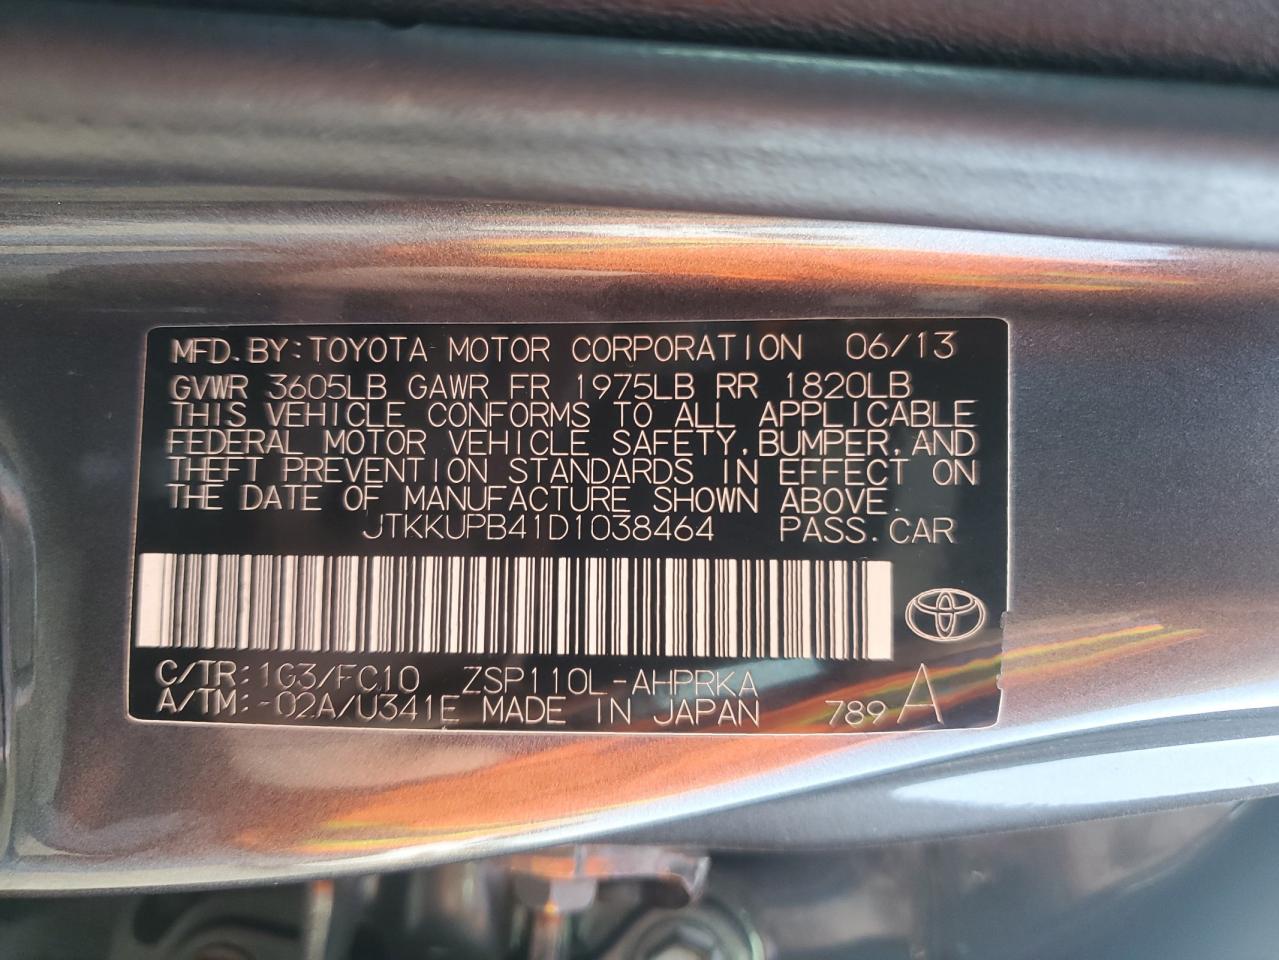 MFD.BY:TOYOTA MOTOR CORPORATION 06/13
GVWR 3605LB GAWR FR 1975LB RR 1820LB
THIS VEHICLE CONFORMS TO ALL APPLICABLE
FEDERAL MOTOR VEHICLE SAFETY,BUMPER,AND
THEFT PREVENTION STANDARDS IN EFFECT ON
THE DATE OF MANUFACTURE SHOWN ABOVE.
JTKKUPB41D1038464 PASS.CAR
C/TR:1G3/FC10 ZSP110L-AHPRKA
A/TM:-02A/U341E MADE IN JAPAN 789 A